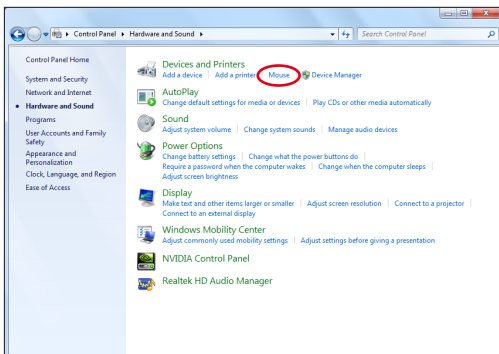 Control Panel ▸ Hardware and Sound ▸
Search Control Panel
Control Panel Home
System and Security
Network and Internet
Hardware and Sound
Programs
User Accounts and Family
Safety
Appearance and
Personalization
Clock, Language, and Region
Ease of Access
Devices and Printers
Add a device | Add a printer | Mouse | Device Manager
AutoPlay
Change default settings for media or devices | Play CDs or other media automatically
Sound
Adjust system volume | Change system sounds | Manage audio devices
Power Options
Change battery settings | Change what the power buttons do |
Require a password when the computer wakes | Change when the computer sleeps |
Adjust screen brightness
Display
Make text and other items larger or smaller | Adjust screen resolution | Connect to a projector |
Connect to an external display
Windows Mobility Center
Adjust commonly used mobility settings | Adjust settings before giving a presentation
NVIDIA Control Panel
Realtek HD Audio Manager